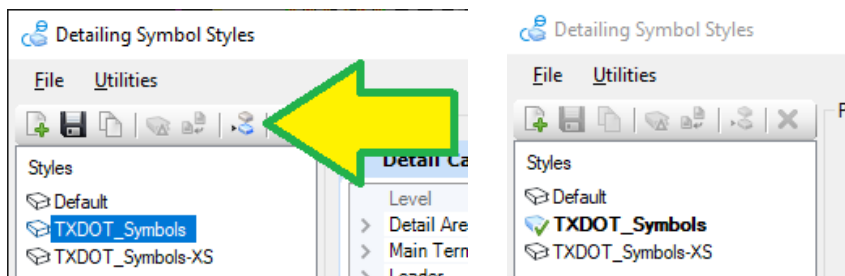 Detailing Symbol Styles
File Utilities
Styles
Default
TXDOT_Symbols
TXDOT_Symbols-XS
Detail Ca
Level
Detail Are
Main Term
Detailing Symbol Styles
File Utilities
Styles
Default
TXDOT_Symbols
TXDOT_Symbols-XS